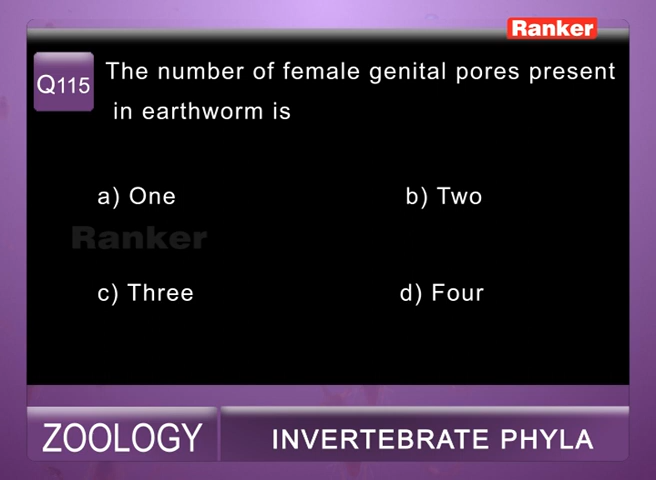 Ranker
Q115 The number of female genital pores present
in earthworm is
a) One b) Two
Ranker
c) Three d) Four
ZOOLOGY INVERTEBRATE PHYLA